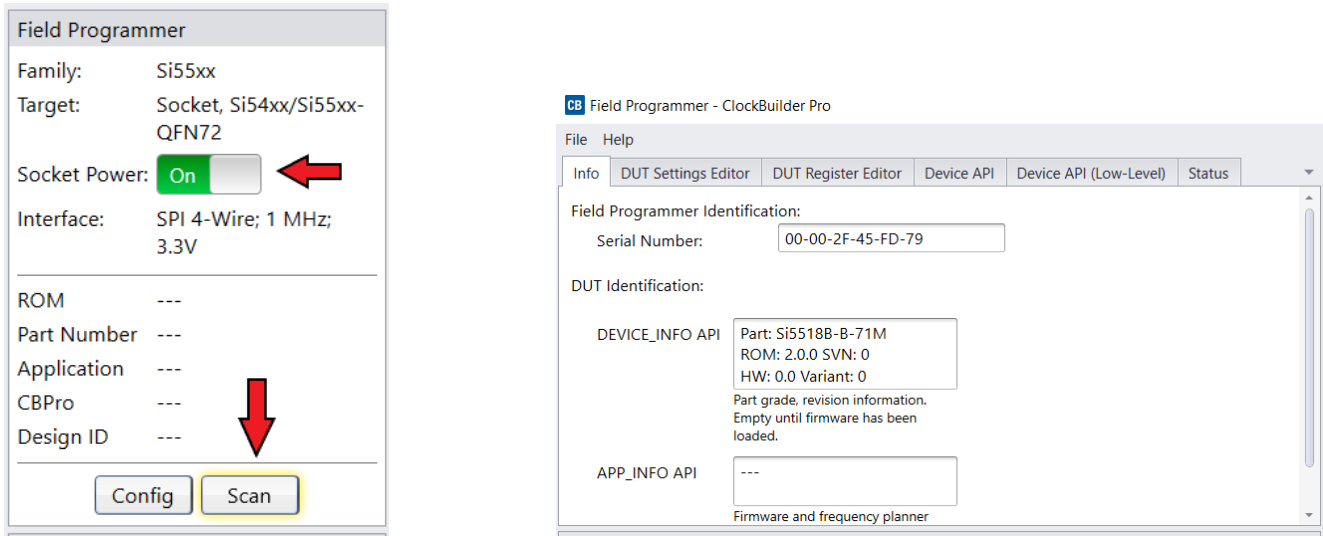 Field Programmer
Family: Si55xx
Target: Socket, Si54xx/Si55xx-
QFN72
Socket Power: On
Interface: SPI 4-Wire; 1 MHz;
3.3V
ROM ---
Part Number ---
Application ---
CBPro ---
Design ID ---
Config Scan
CB Field Programmer - ClockBuilder Pro
File Help
Info DUT Settings Editor DUT Register Editor Device API Device API (Low-Level) Status
Field Programmer Identification:
Serial Number: 00-00-2F-45-FD-79
DUT Identification:
DEVICE_INFO API Part: Si5518B-B-71M
ROM: 2.0.0 SVN: 0
HW: 0.0 Variant: 0
Part grade, revision information.
Empty until firmware has been
loaded.
APP_INFO API ---
Firmware and frequency planner